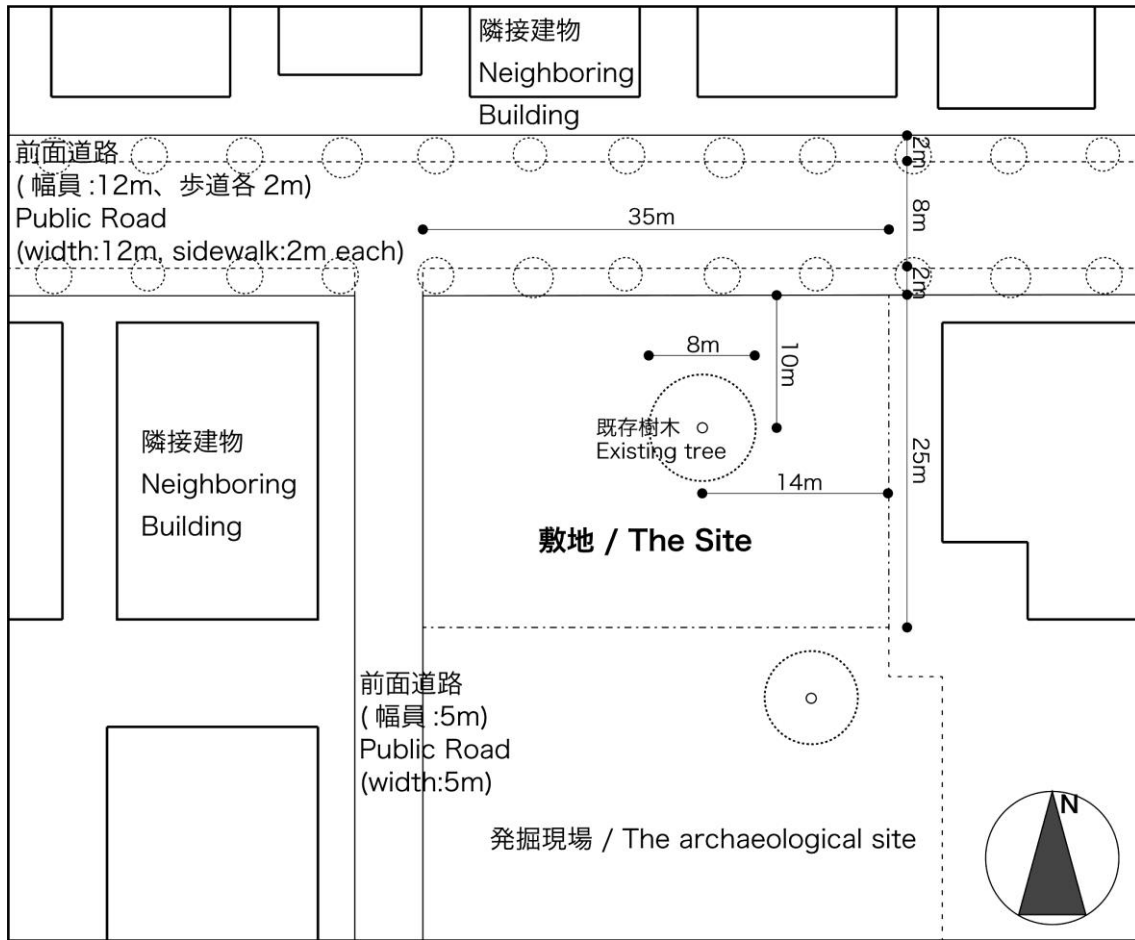 隣接建物
Neighboring
Building
前面道路
( 幅員 :12m、歩道各 2m)
Public Road
(width:12m, sidewalk:2m each)
2m
8m
2m
35m
8m
10m
既存樹木
Existing tree
14m
25m
隣接建物
Neighboring
Building
敷地 / The Site
前面道路
( 幅員 :5m)
Public Road
(width:5m)
発掘現場 / The archaeological site
N